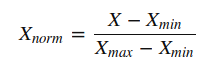 X_norm = (X − X_min) / (X_max − X_min)